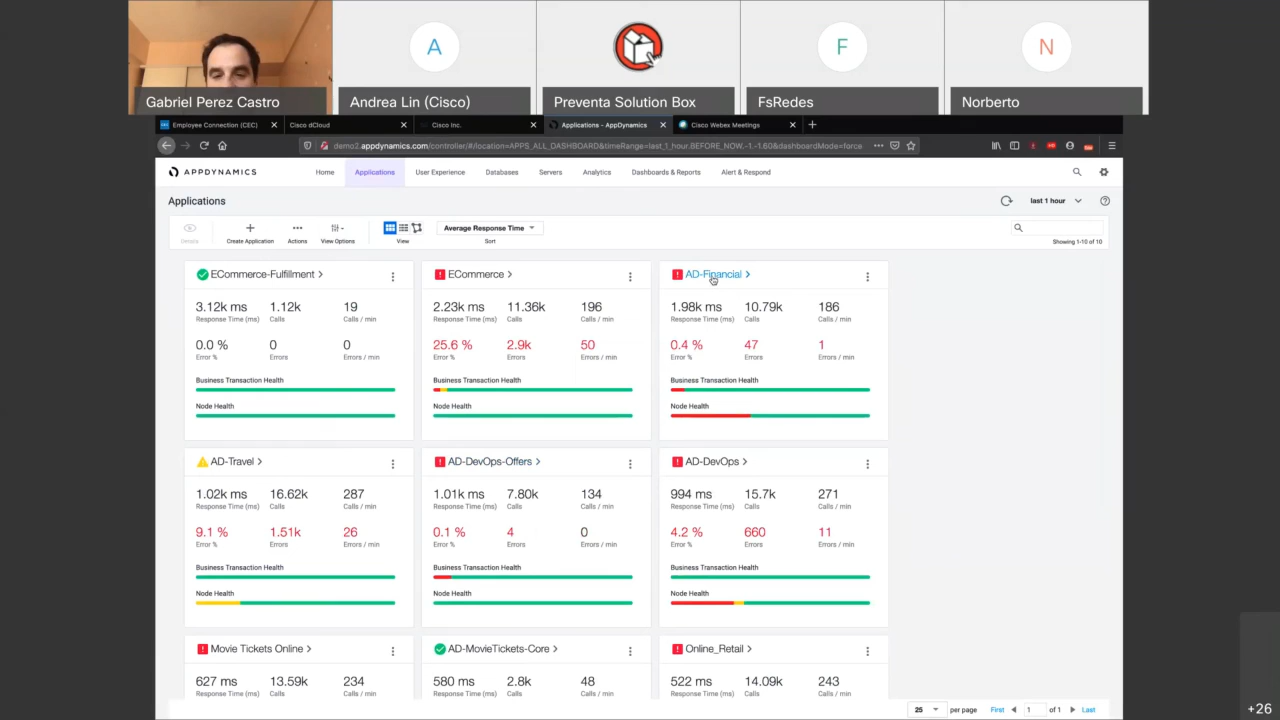 A
F
N
Gabriel Perez Castro
Andrea Lin (Cisco)
Preventa Solution Box
FsRedes
Norberto
Employee Connection (CEC)
Cisco dCloud
Cisco Inc.
Applications - AppDynamics
Cisco Webex Meetings
demo2.appdynamics.com/controller/#/location=APPS_ALL_DASHBOARD&timeRange=last_1_hour.BEFORE_NOW.-1.-1.60&dashboardMode=force
APPDYNAMICS
Home
Applications
User Experience
Databases
Servers
Analytics
Dashboards & Reports
Alert & Respond
Applications
last 1 hour
Details
Create Application
Actions
View Options
View
Average Response Time
Sort
Showing 1-10 of 10
ECommerce-Fulfillment
3.12k ms
1.12k
19
Response Time (ms)
Calls
Calls / min
0.0 %
0
0
Error %
Errors
Errors / min
Business Transaction Health
Node Health
ECommerce
2.23k ms
11.36k
196
Response Time (ms)
Calls
Calls / min
25.6 %
2.9k
50
Error %
Errors
Errors / min
Business Transaction Health
Node Health
AD-Financial
1.98k ms
10.79k
186
Response Time (ms)
Calls
Calls / min
0.4 %
47
1
Error %
Errors
Errors / min
Business Transaction Health
Node Health
AD-Travel
1.02k ms
16.62k
287
Response Time (ms)
Calls
Calls / min
9.1 %
1.51k
26
Error %
Errors
Errors / min
Business Transaction Health
Node Health
AD-DevOps-Offers
1.01k ms
7.80k
134
Response Time (ms)
Calls
Calls / min
0.1 %
4
0
Error %
Errors
Errors / min
Business Transaction Health
Node Health
AD-DevOps
994 ms
15.7k
271
Response Time (ms)
Calls
Calls / min
4.2 %
660
11
Error %
Errors
Errors / min
Business Transaction Health
Node Health
Movie Tickets Online
627 ms
13.59k
234
Response Time (ms)
Calls
Calls / min
AD-MovieTickets-Core
580 ms
2.8k
48
Response Time (ms)
Calls
Calls / min
Online_Retail
522 ms
14.09k
243
Response Time (ms)
Calls
Calls / min
25
per page
First
1
of 1
Last
+26